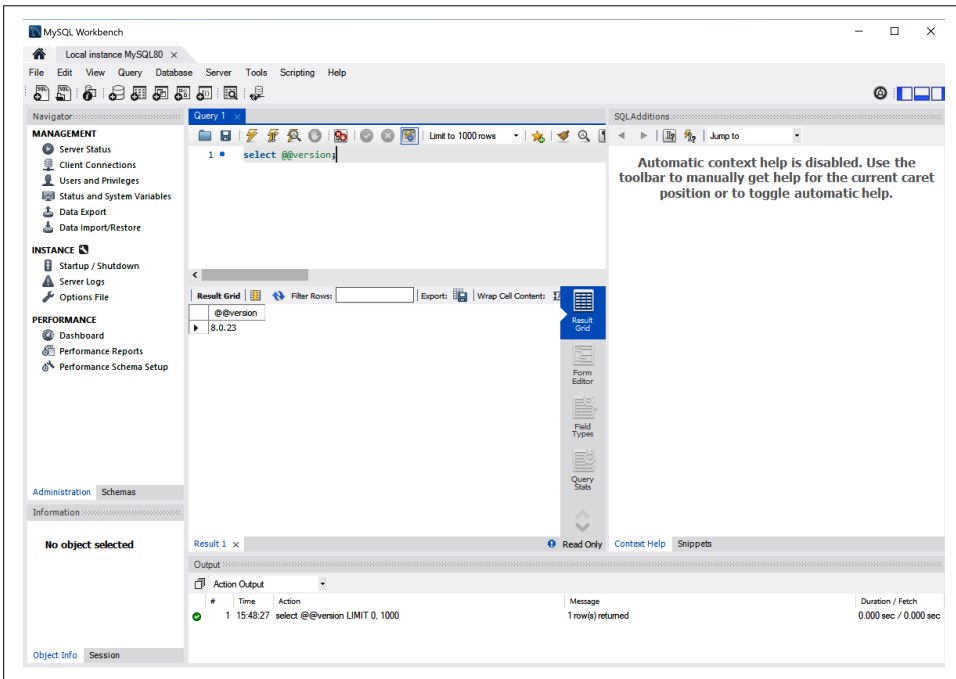 MySQL Workbench
Local instance MySQL80
File Edit View Query Database Server Tools Scripting Help
Navigator
MANAGEMENT
Server Status
Client Connections
Users and Privileges
Status and System Variables
Data Export
Data Import/Restore
INSTANCE
Startup / Shutdown
Server Logs
Options File
PERFORMANCE
Dashboard
Performance Reports
Performance Schema Setup
Administration Schemas
Information
No object selected
Object Info Session
Query 1
Limit to 1000 rows
1 select @@version;
Result Grid Filter Rows: Export: Wrap Cell Content:
@@version
8.0.23
Result
Grid
Form
Editor
Field
Types
Query
Stats
Result 1 Read Only
SQLAdditions
Jump to
Automatic context help is disabled. Use the
toolbar to manually get help for the current caret
position or to toggle automatic help.
Context Help Snippets
Output
Action Output
# Time Action Message Duration / Fetch
1 15:48:27 select @@version LIMIT 0, 1000 1 row(s) returned 0.000 sec / 0.000 sec